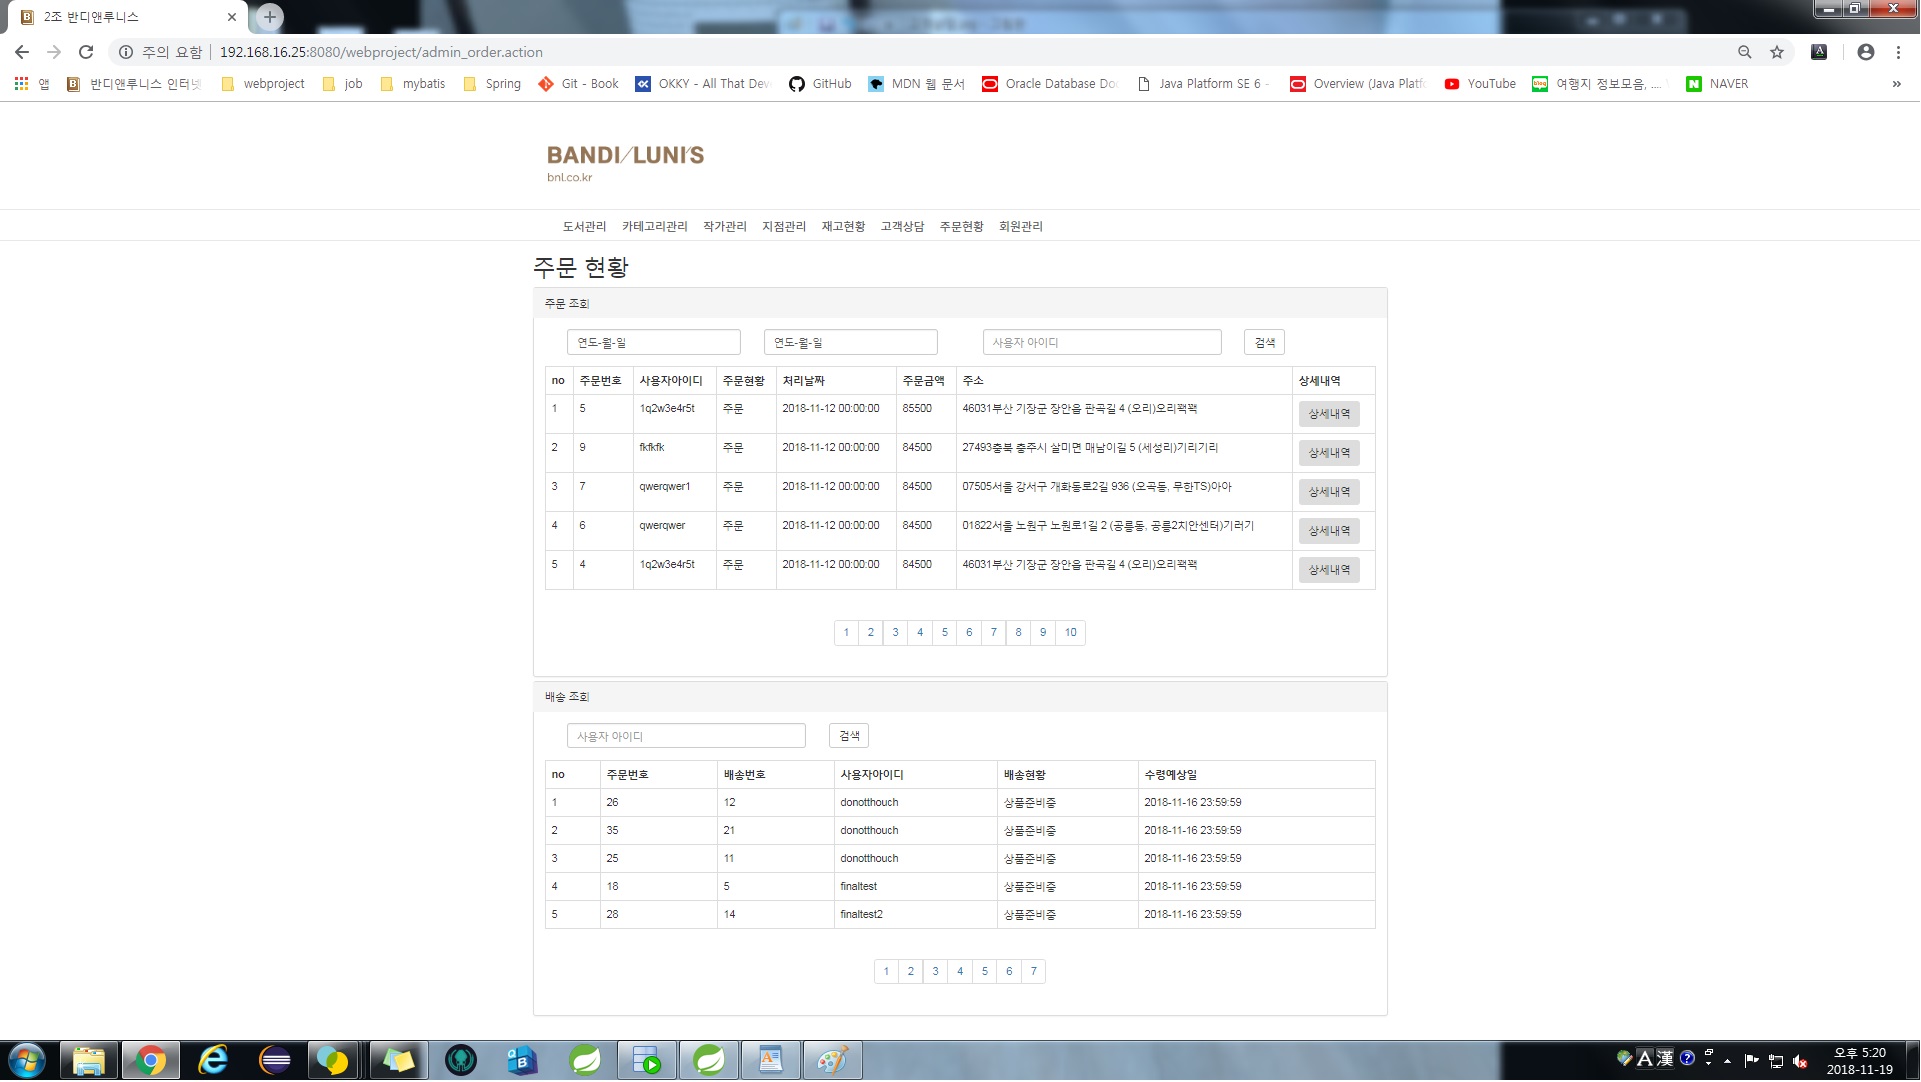 2조 반디앤루니스
주의 요함 192.168.16.25:8080/webproject/admin_order.action
앱 반디앤루니스 인터넷 webproject job mybatis Spring Git - Book OKKY - All That Dev GitHub MDN 웹 문서 Oracle Database Do Java Platform SE 6 - Overview (Java Platfo YouTube 여행지 정보모음, .... NAVER »
BANDI/LUNI'S
bnl.co.kr
도서관리 카테고리관리 작가관리 지점관리 재고현황 고객상담 주문현황 회원관리
주문 현황
주문 조회
연도-월-일 연도-월-일 사용자 아이디 검색
no 주문번호 사용자아이디 주문현황 처리날짜 주문금액 주소 상세내역
1 5 1q2w3e4r5t 주문 2018-11-12 00:00:00 85500 46031부산 기장군 장안읍 판곡길 4 (오리)오리꽥꽥 상세내역
2 9 fkfkfk 주문 2018-11-12 00:00:00 84500 27493충북 충주시 살미면 매남이길 5 (세성리)기리기리 상세내역
3 7 qwerqwer1 주문 2018-11-12 00:00:00 84500 07505서울 강서구 개화동로2길 936 (오곡동, 무한TS)아아 상세내역
4 6 qwerqwer 주문 2018-11-12 00:00:00 84500 01822서울 노원구 노원로1길 2 (공릉동, 공릉2치안센터)기러기 상세내역
5 4 1q2w3e4r5t 주문 2018-11-12 00:00:00 84500 46031부산 기장군 장안읍 판곡길 4 (오리)오리꽥꽥 상세내역
1 2 3 4 5 6 7 8 9 10
배송 조회
사용자 아이디 검색
no 주문번호 배송번호 사용자아이디 배송현황 수령예상일
1 26 12 donotthouch 상품준비중 2018-11-16 23:59:59
2 35 21 donotthouch 상품준비중 2018-11-16 23:59:59
3 25 11 donotthouch 상품준비중 2018-11-16 23:59:59
4 18 5 finaltest 상품준비중 2018-11-16 23:59:59
5 28 14 finaltest2 상품준비중 2018-11-16 23:59:59
1 2 3 4 5 6 7
A 漢 오후 5:20
2018-11-19